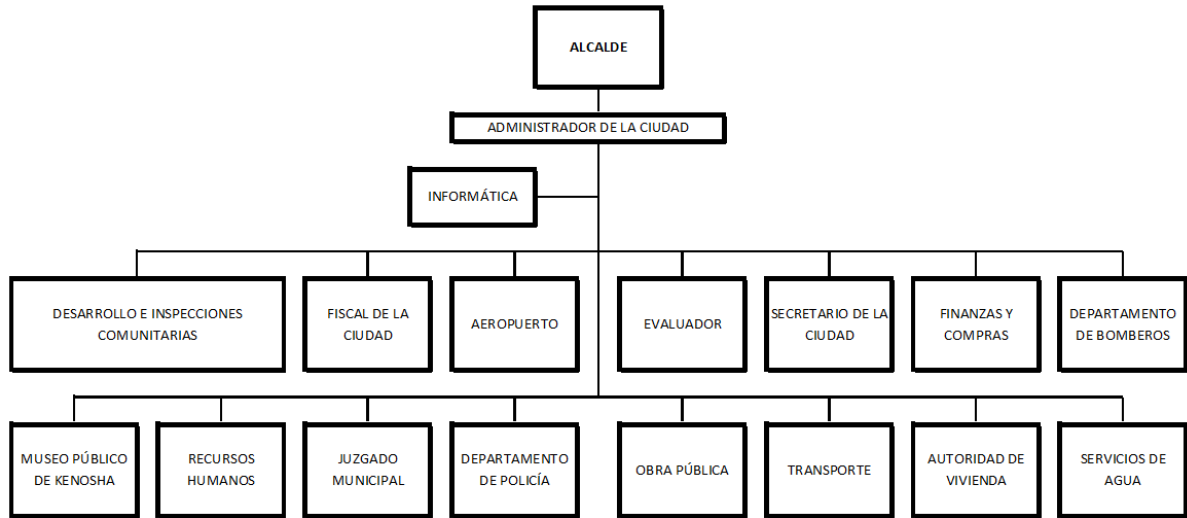 ALCALDE
ADMINISTRADOR DE LA CIUDAD
INFORMÁTICA
DESARROLLO E INSPECCIONES
COMUNITARIAS
FISCAL DE LA
CIUDAD
AEROPUERTO
EVALUADOR
SECRETARIO DE LA
CIUDAD
FINANZAS Y
COMPRAS
DEPARTAMENTO
DE BOMBEROS
MUSEO PÚBLICO
DE KENOSHA
RECURSOS
HUMANOS
JUZGADO
MUNICIPAL
DEPARTAMENTO
DE POLICÍA
OBRA PÚBLICA
TRANSPORTE
AUTORIDAD DE
VIVIENDA
SERVICIOS DE
AGUA